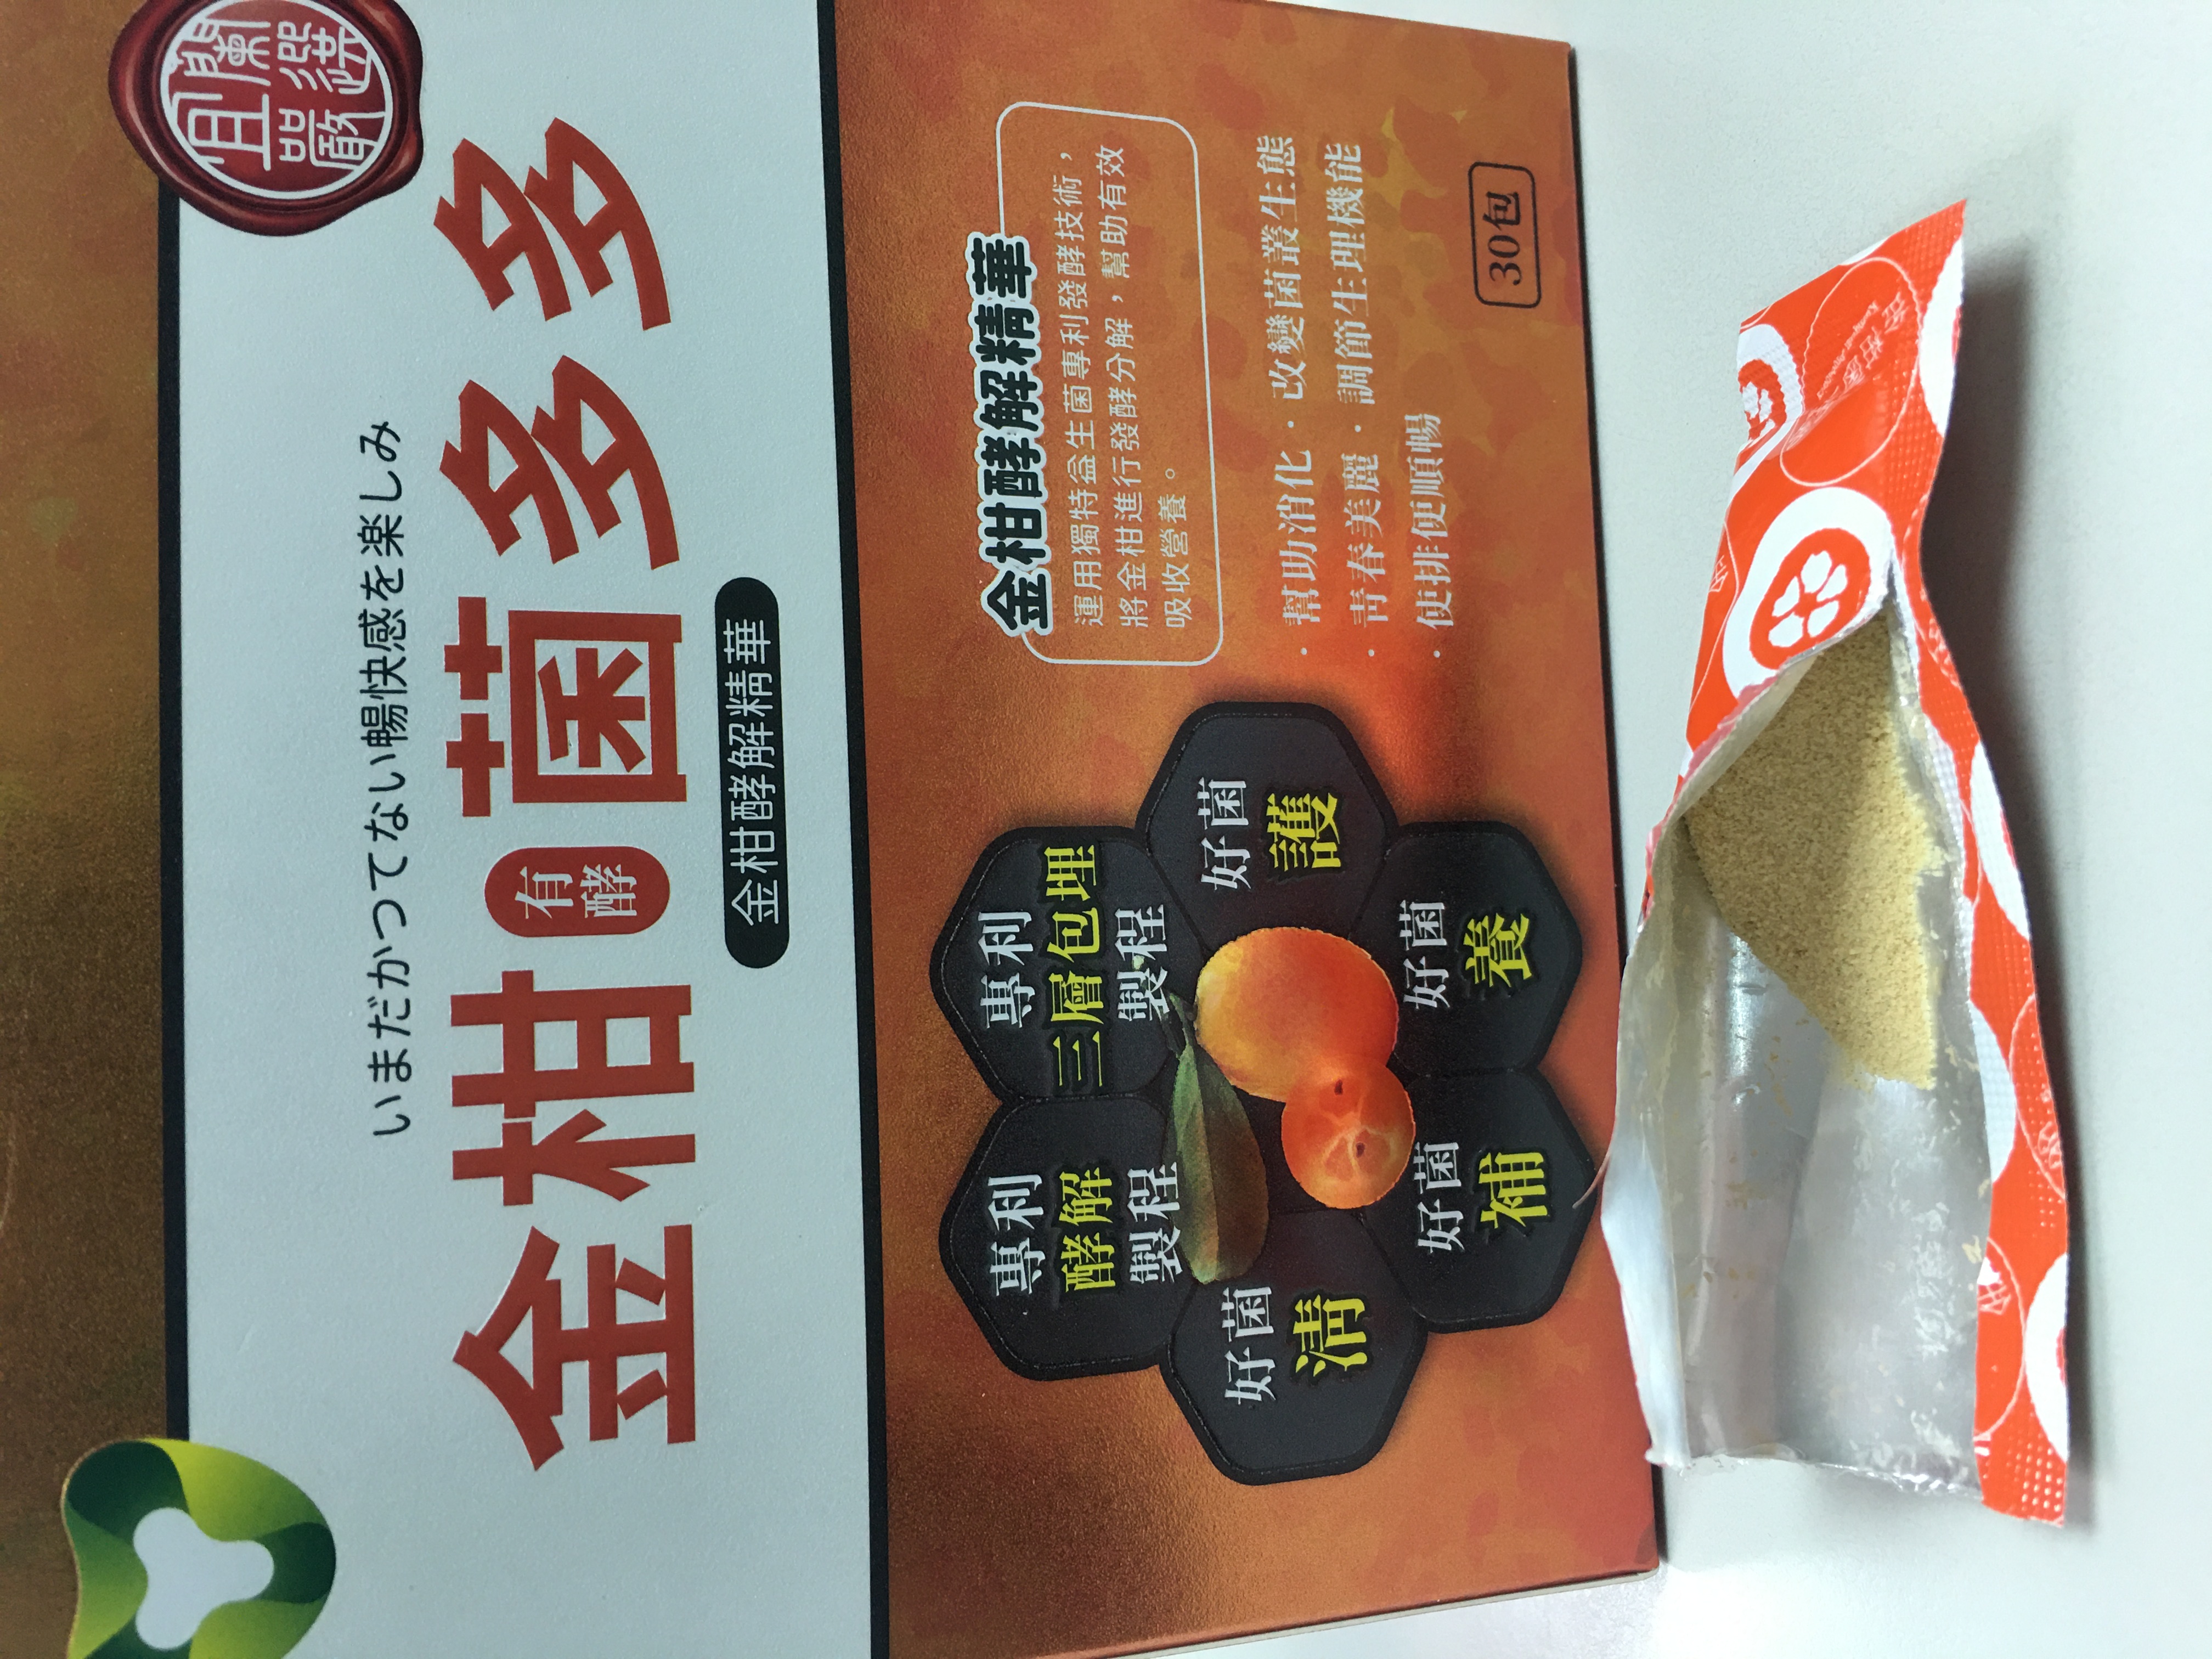 宜蘭
嚴選
いまだかつてない暢快感を楽しみ
金柑有酵菌多多
金柑酵解精華
專利
酵解
製程
專利
三層包埋
製程
好菌
清
好菌
護
好菌
補
好菌
養
金柑酵解精華
運用獨特益生菌專利發酵技術，
將金柑進行發酵分解，幫助有效
吸收營養。
·幫助消化·改變菌叢生態
·青春美麗·調節生理機能
·使排便順暢
30包